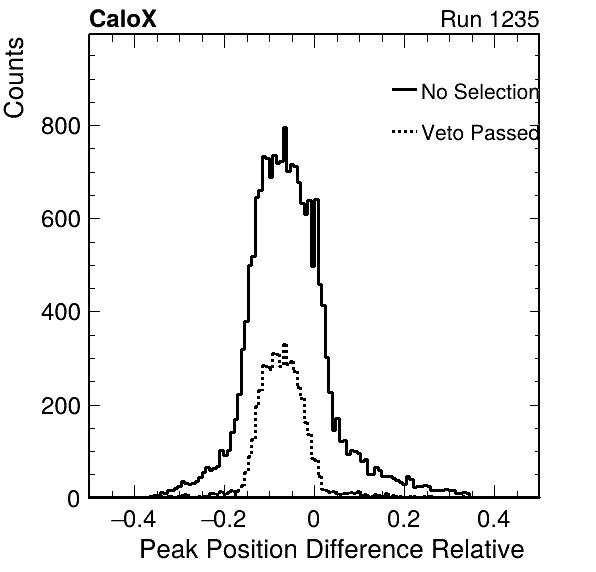 CaloX Run 1235
Counts
No Selection
Veto Passed
800
600
400
200
0
−0.4 −0.2 0 0.2 0.4
Peak Position Difference Relative